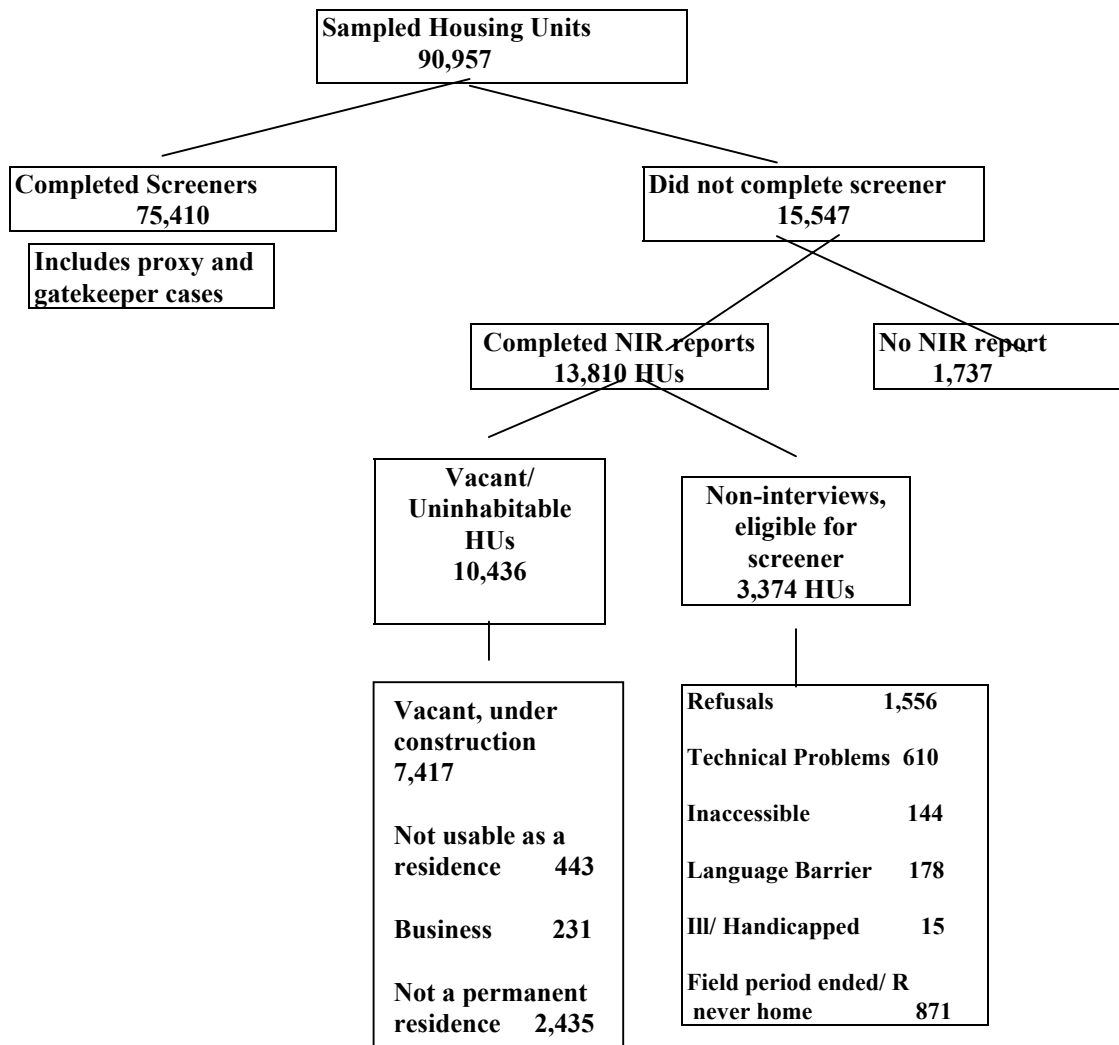 Sampled Housing Units
90,957
Completed Screeners
75,410
Did not complete screener
15,547
Includes proxy and
gatekeeper cases
Completed NIR reports
13,810 HUs
No NIR report
1,737
Vacant/
Uninhabitable
HUs
10,436
Non-interviews,
eligible for
screener
3,374 HUs
Vacant, under
construction
7,417
Not usable as a
residence 443
Business 231
Not a permanent
residence 2,435
Refusals 1,556
Technical Problems 610
Inaccessible 144
Language Barrier 178
Ill/ Handicapped 15
Field period ended/ R
never home 871